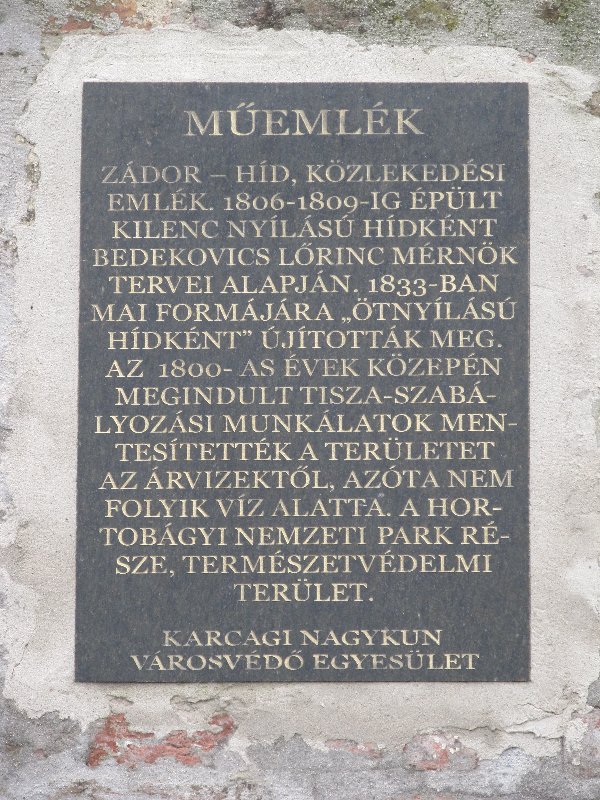 MŰEMLÉK
ZÁDOR – HÍD, KÖZLEKEDÉSI
EMLÉK. 1806-1809-IG ÉPÜLT
KILENC NYÍLÁSÚ HÍDKÉNT
BEDEKOVICS LŐRINC MÉRNÖK
TERVEI ALAPJÁN. 1833-BAN
MAI FORMÁJÁRA „ÖTNYÍLÁSÚ
HÍDKÉNT” ÚJÍTOTTÁK MEG.
AZ 1800- AS ÉVEK KÖZEPÉN
MEGINDULT TISZA-SZABÁ-
LYOZÁSI MUNKÁLATOK MEN-
TESÍTETTÉK A TERÜLETET
AZ ÁRVIZEKTŐL, AZÓTA NEM
FOLYIK VÍZ ALATTA. A HOR-
TOBÁGYI NEMZETI PARK RÉ-
SZE, TERMÉSZETVÉDELMI
TERÜLET.
KARCAGI NAGYKUN
VÁROSVÉDŐ EGYESÜLET